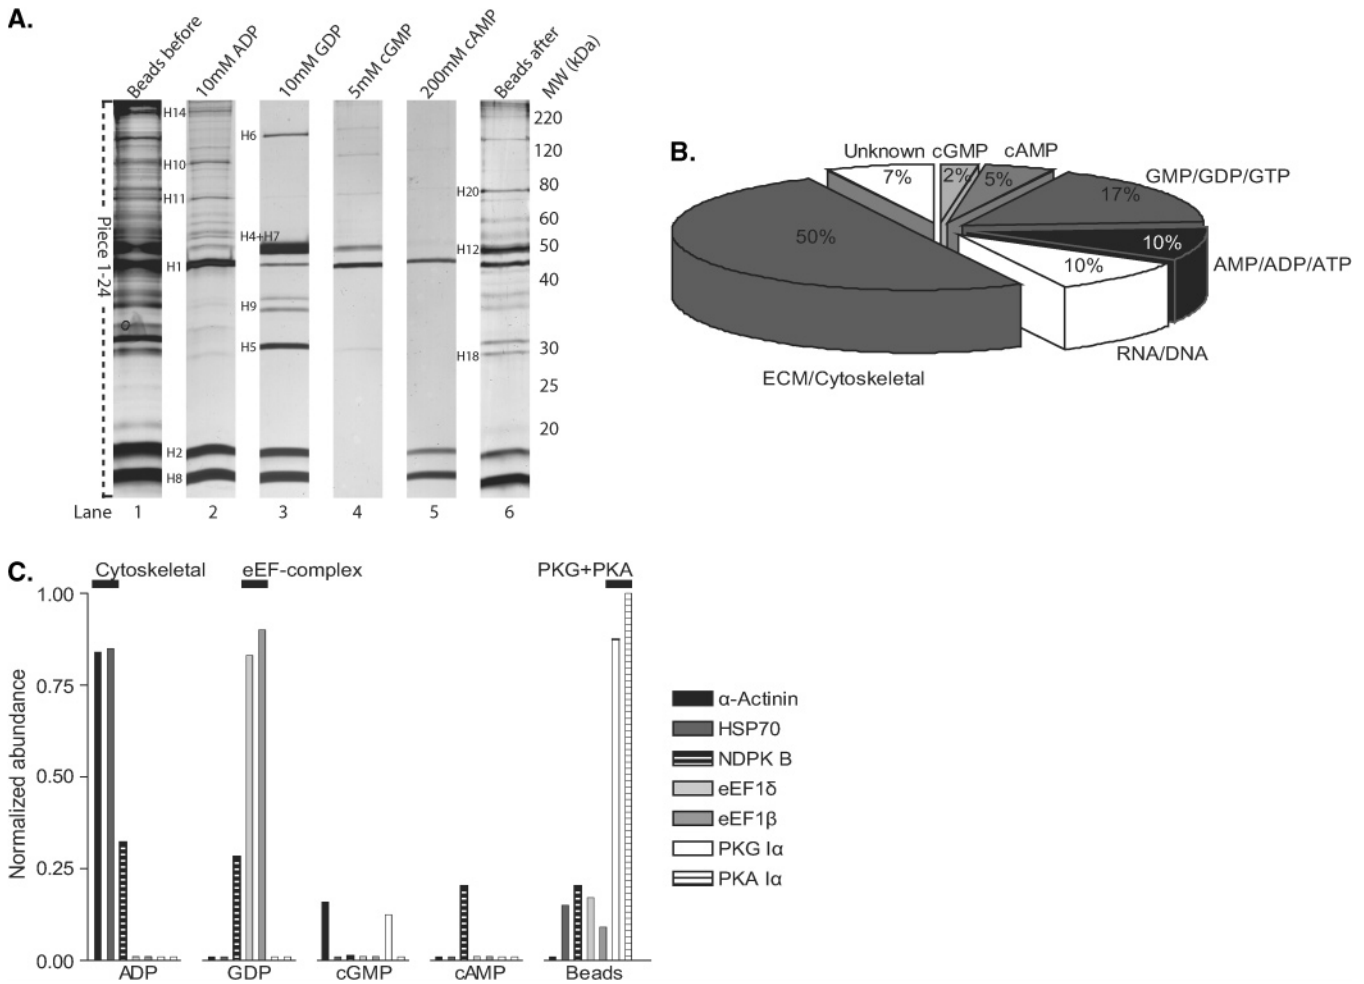 A.
Beads before
10mM ADP
10mM GDP
5mM cGMP
200mM cAMP
Beads after
MW (kDa)
Piece 1-24
H14
H10
H11
H1
H2
H8
H6
H4+H7
H9
H5
H20
H12
H18
220
120
80
60
50
40
30
25
20
Lane 1 2 3 4 5 6
B.
Unknown cGMP cAMP
7% 2% 5%
GMP/GDP/GTP
17%
50%
10%
AMP/ADP/ATP
10%
RNA/DNA
ECM/Cytoskeletal
C.
Cytoskeletal eEF-complex PKG+PKA
Normalized abundance
1.00
0.75
0.50
0.25
0.00
ADP GDP cGMP cAMP Beads
α-Actinin
HSP70
NDPK B
eEF1δ
eEF1β
PKG Iα
PKA Iα